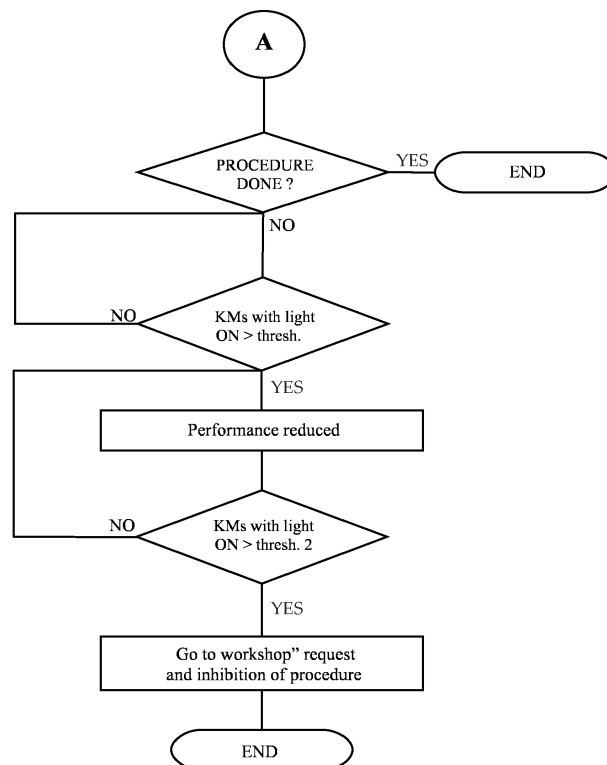 A
PROCEDURE
DONE ?
YES
END
NO
KMs with light
ON > thresh.
NO
YES
Performance reduced
KMs with light
ON > thresh. 2
NO
YES
Go to workshop” request
and inhibition of procedure
END